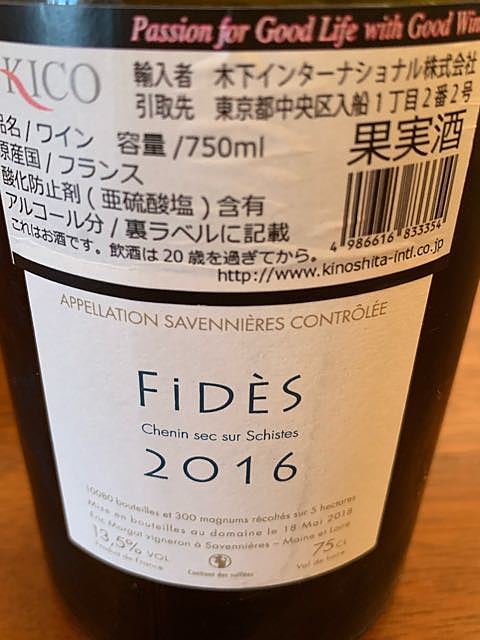 Passion for Good Life with Good Win
KICO
輸入者 木下インターナショナル株式会社
引取先 東京都中央区入船1丁目2番2号
品名/ワイン 容量/750ml
原産国/フランス
果実酒
酸化防止剤(亜硫酸塩)含有
アルコール分/裏ラベルに記載
これはお酒です。飲酒は20歳を過ぎてから。
4 986616 833354
http://www.kinoshita-intl.co.jp
APPELLATION SAVENNIÈRES CONTRÔLÉE
FiDÈS
Chenin sec sur Schistes
2016
10080 bouteilles et 300 magnums récoltés sur 5 hectares
Mise en bouteilles au domaine le 18 Mai 2018
Eric Morgat vigneron à Savennières - Maine et Loire
13,5% VOL 75 CL
Produit de France Val de Loire
Contient des sulfites